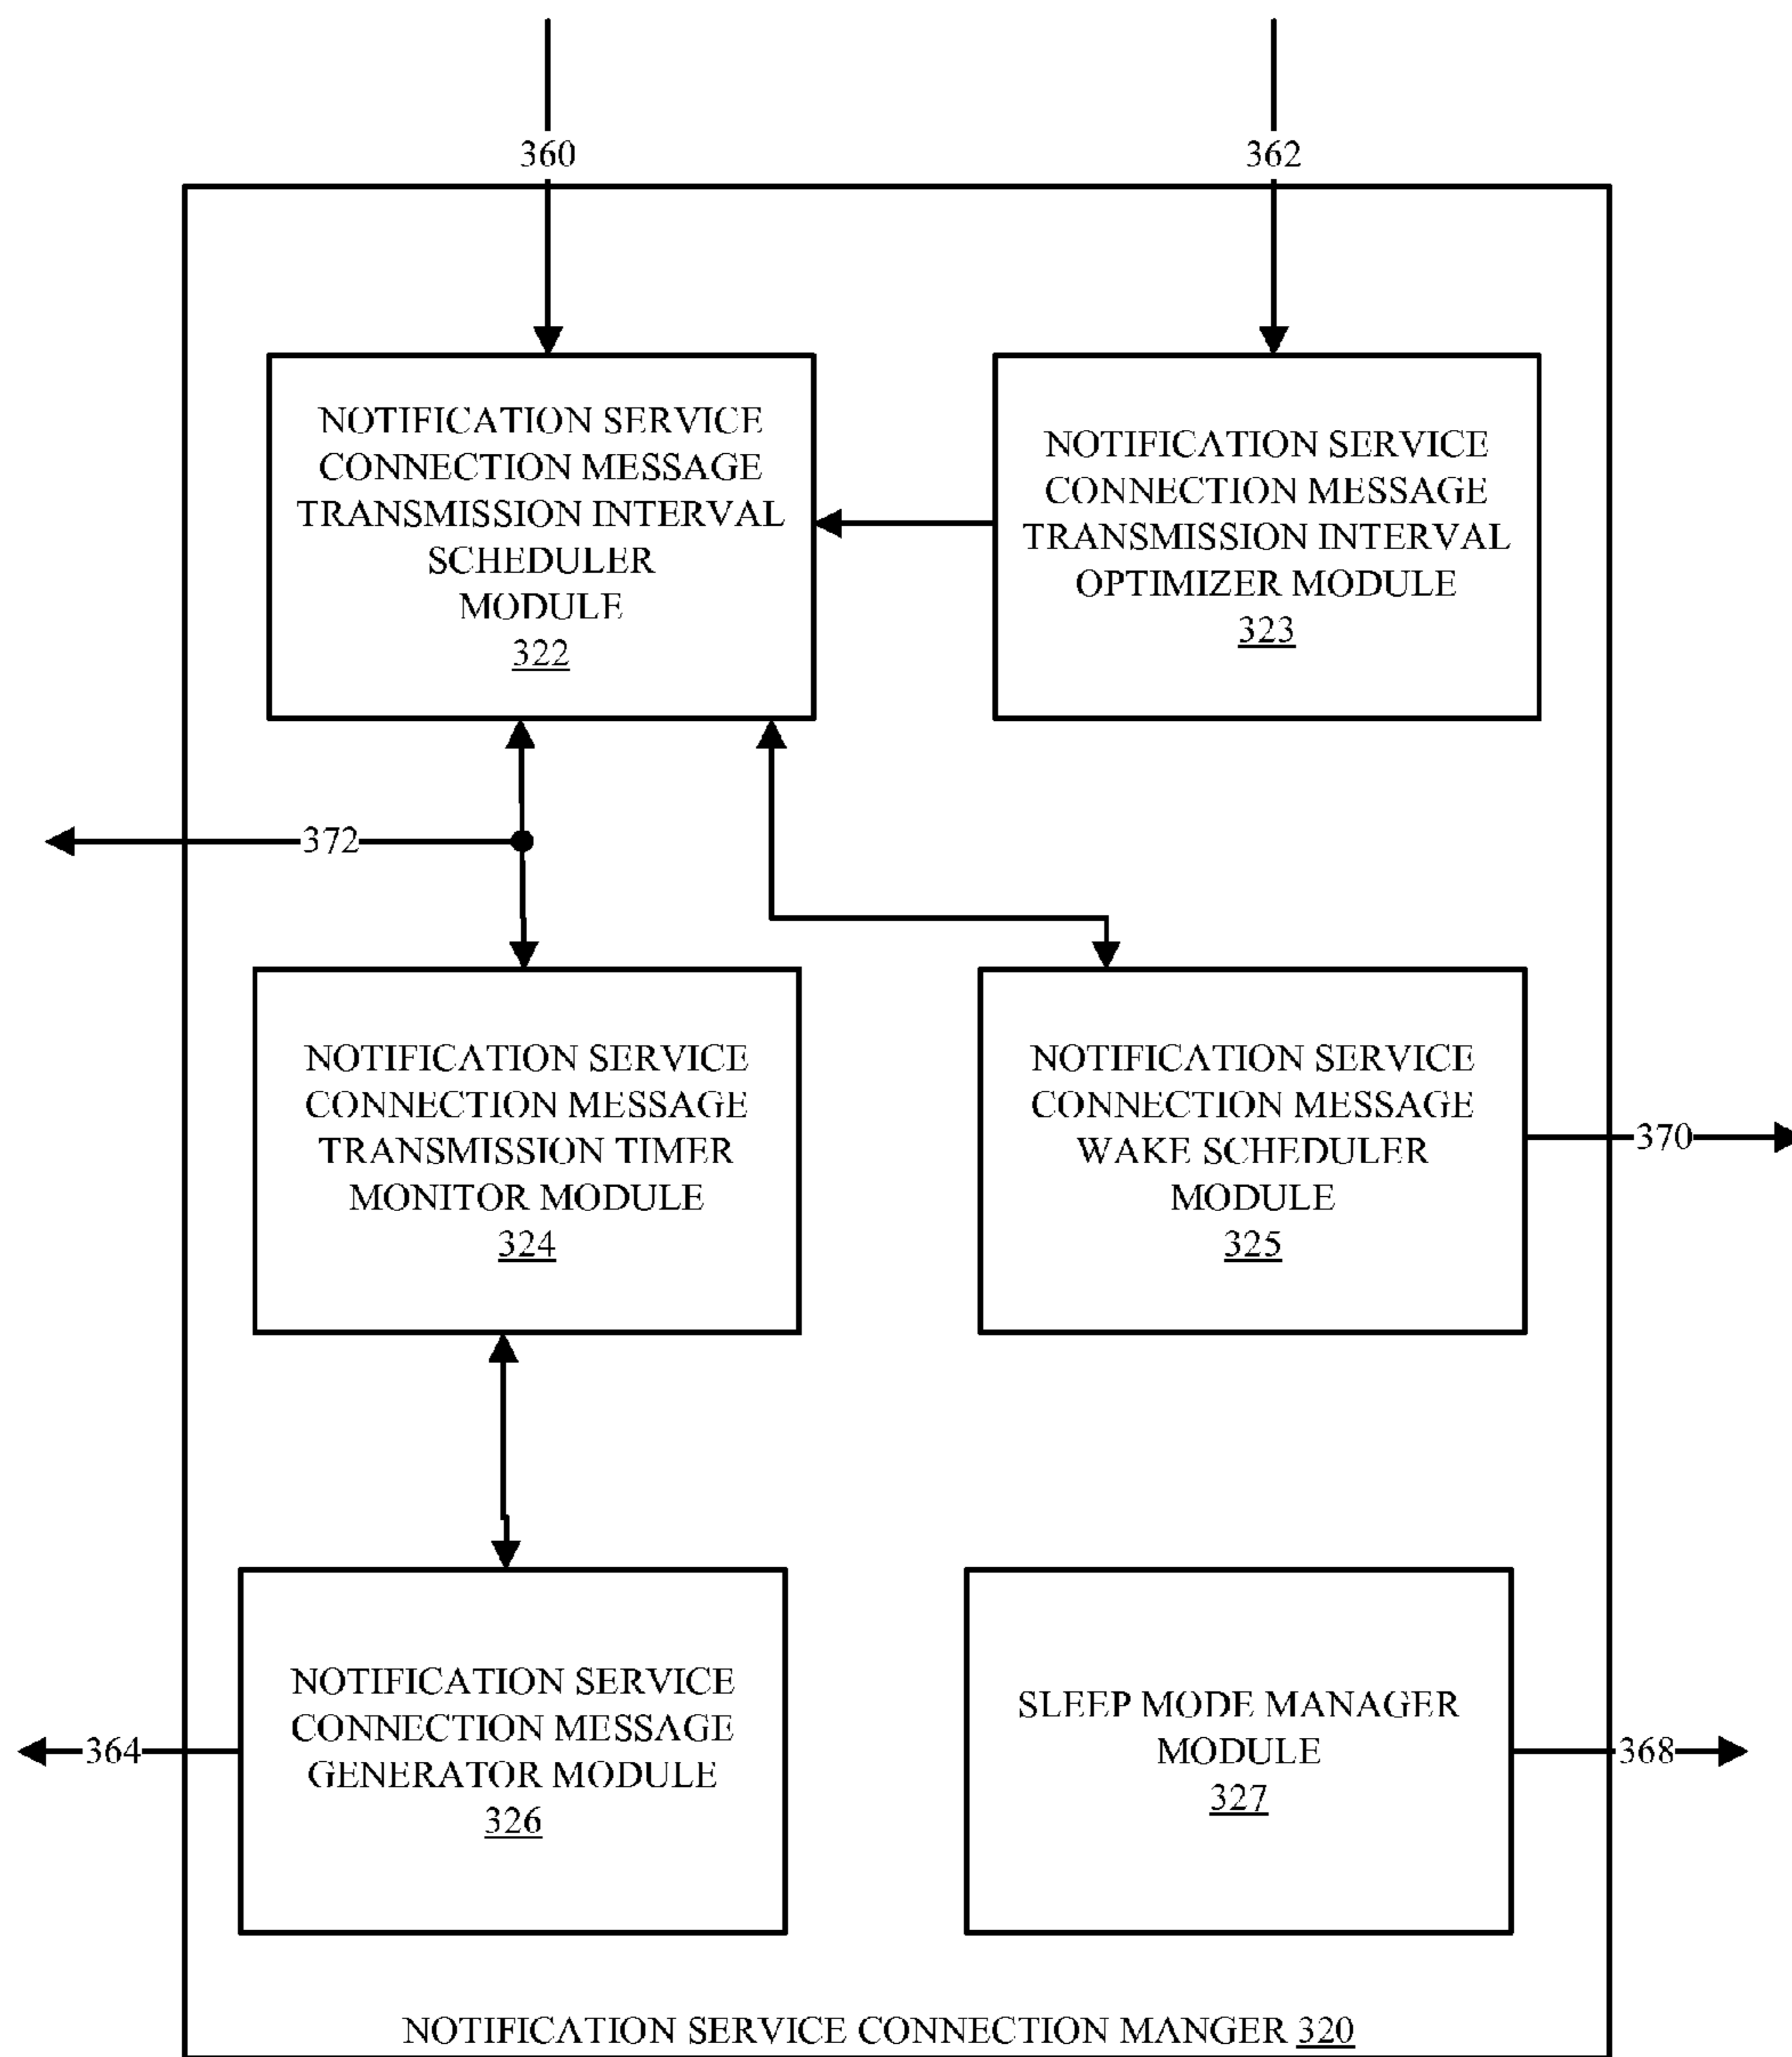 360
362
NOTIFICATION SERVICE
CONNECTION MESSAGE
TRANSMISSION INTERVAL
SCHEDULER
MODULE
322
NOTIFICATION SERVICE
CONNECTION MESSAGE
TRANSMISSION INTERVAL
OPTIMIZER MODULE
323
372
NOTIFICATION SERVICE
CONNECTION MESSAGE
TRANSMISSION TIMER
MONITOR MODULE
324
NOTIFICATION SERVICE
CONNECTION MESSAGE
WAKE SCHEDULER
MODULE
325
370
NOTIFICATION SERVICE
CONNECTION MESSAGE
GENERATOR MODULE
326
364
SLEEP MODE MANAGER
MODULE
327
368
NOTIFICATION SERVICE CONNECTION MANGER 320